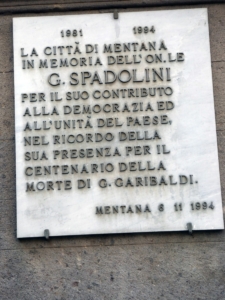 1981 1994
LA CITTÀ DI MENTANA
IN MEMORIA DELL'ON.LE
G. SPADOLINI
PER IL SUO CONTRIBUTO
ALLA DEMOCRAZIA ED
ALL'UNITÀ DEL PAESE,
NEL RICORDO DELLA
SUA PRESENZA PER IL
CENTENARIO DELLA
MORTE DI G. GARIBALDI.
MENTANA 6 11 1994